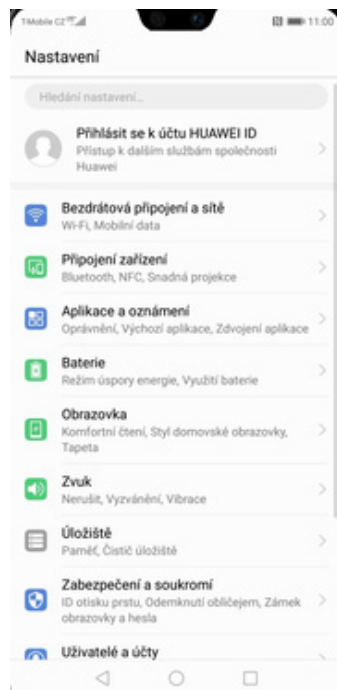 T-Mobile CZ
11:00
Nastavení
Hledání nastavení...
Přihlásit se k účtu HUAWEI ID
Přístup k dalším službám společnosti
Huawei
Bezdrátová připojení a sítě
Wi-Fi, Mobilní data
Připojení zařízení
Bluetooth, NFC, Snadná projekce
Aplikace a oznámení
Oprávnění, Výchozí aplikace, Zdvojení aplikace
Baterie
Režim úspory energie, Využití baterie
Obrazovka
Komfortní čtení, Styl domovské obrazovky,
Tapeta
Zvuk
Nerušit, Vyzvánění, Vibrace
Úložiště
Paměť, Čistič úložiště
Zabezpečení a soukromí
ID otisku prstu, Odemknutí obličejem, Zámek
obrazovky a hesla
Uživatelé a účty